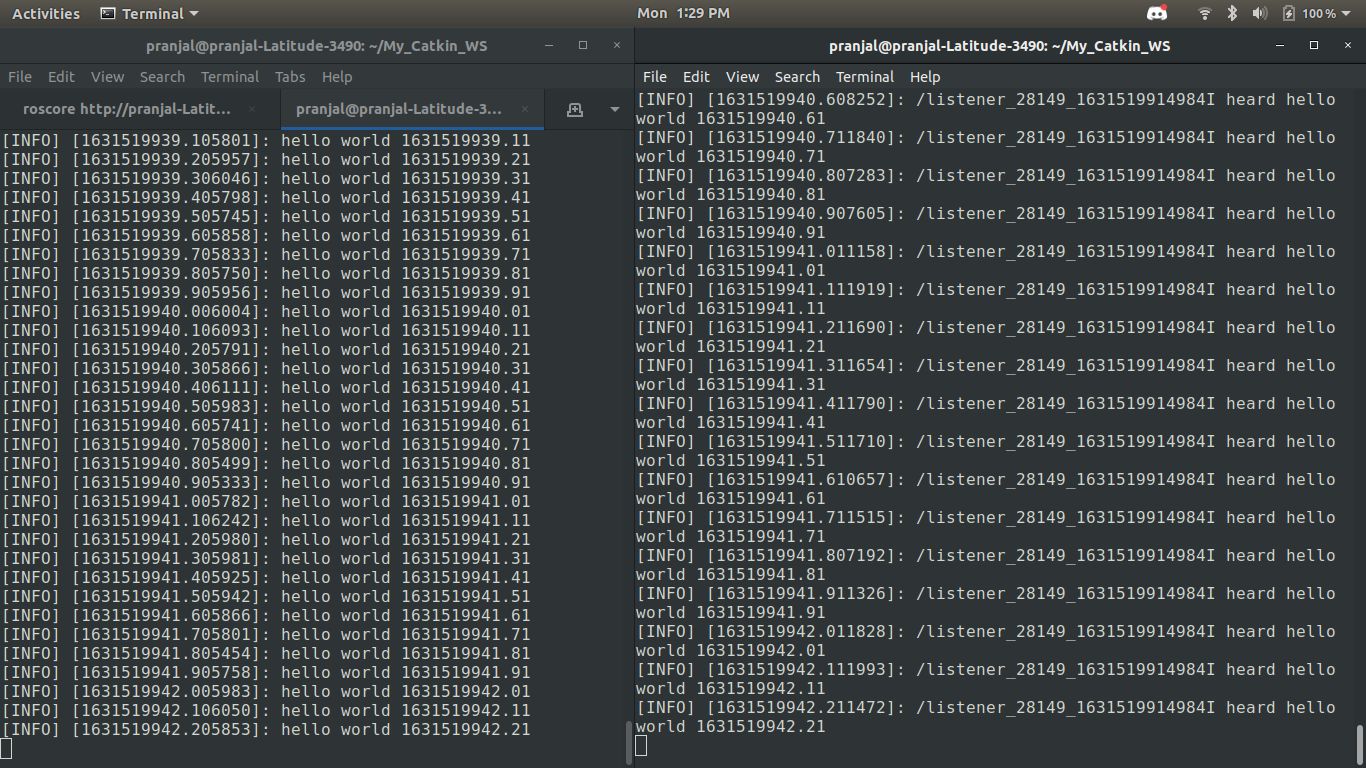 Activities Terminal Mon 1:29 PM 100%
pranjal@pranjal-Latitude-3490: ~/My_Catkin_WS
File Edit View Search Terminal Tabs Help
roscore http://pranjal-Latit... pranjal@pranjal-Latitude-3...
[INFO] [1631519939.105801]: hello world 1631519939.11
[INFO] [1631519939.205957]: hello world 1631519939.21
[INFO] [1631519939.306046]: hello world 1631519939.31
[INFO] [1631519939.405798]: hello world 1631519939.41
[INFO] [1631519939.505745]: hello world 1631519939.51
[INFO] [1631519939.605858]: hello world 1631519939.61
[INFO] [1631519939.705833]: hello world 1631519939.71
[INFO] [1631519939.805750]: hello world 1631519939.81
[INFO] [1631519939.905956]: hello world 1631519939.91
[INFO] [1631519940.006004]: hello world 1631519940.01
[INFO] [1631519940.106093]: hello world 1631519940.11
[INFO] [1631519940.205791]: hello world 1631519940.21
[INFO] [1631519940.305866]: hello world 1631519940.31
[INFO] [1631519940.406111]: hello world 1631519940.41
[INFO] [1631519940.505983]: hello world 1631519940.51
[INFO] [1631519940.605741]: hello world 1631519940.61
[INFO] [1631519940.705800]: hello world 1631519940.71
[INFO] [1631519940.805499]: hello world 1631519940.81
[INFO] [1631519940.905333]: hello world 1631519940.91
[INFO] [1631519941.005782]: hello world 1631519941.01
[INFO] [1631519941.106242]: hello world 1631519941.11
[INFO] [1631519941.205980]: hello world 1631519941.21
[INFO] [1631519941.305981]: hello world 1631519941.31
[INFO] [1631519941.405925]: hello world 1631519941.41
[INFO] [1631519941.505942]: hello world 1631519941.51
[INFO] [1631519941.605866]: hello world 1631519941.61
[INFO] [1631519941.705801]: hello world 1631519941.71
[INFO] [1631519941.805454]: hello world 1631519941.81
[INFO] [1631519941.905758]: hello world 1631519941.91
[INFO] [1631519942.005983]: hello world 1631519942.01
[INFO] [1631519942.106050]: hello world 1631519942.11
[INFO] [1631519942.205853]: hello world 1631519942.21
pranjal@pranjal-Latitude-3490: ~/My_Catkin_WS
File Edit View Search Terminal Help
[INFO] [1631519940.608252]: /listener_28149_1631519914984I heard hello
world 1631519940.61
[INFO] [1631519940.711840]: /listener_28149_1631519914984I heard hello
world 1631519940.71
[INFO] [1631519940.807283]: /listener_28149_1631519914984I heard hello
world 1631519940.81
[INFO] [1631519940.907605]: /listener_28149_1631519914984I heard hello
world 1631519940.91
[INFO] [1631519941.011158]: /listener_28149_1631519914984I heard hello
world 1631519941.01
[INFO] [1631519941.111919]: /listener_28149_1631519914984I heard hello
world 1631519941.11
[INFO] [1631519941.211690]: /listener_28149_1631519914984I heard hello
world 1631519941.21
[INFO] [1631519941.311654]: /listener_28149_1631519914984I heard hello
world 1631519941.31
[INFO] [1631519941.411790]: /listener_28149_1631519914984I heard hello
world 1631519941.41
[INFO] [1631519941.511710]: /listener_28149_1631519914984I heard hello
world 1631519941.51
[INFO] [1631519941.610657]: /listener_28149_1631519914984I heard hello
world 1631519941.61
[INFO] [1631519941.711515]: /listener_28149_1631519914984I heard hello
world 1631519941.71
[INFO] [1631519941.807192]: /listener_28149_1631519914984I heard hello
world 1631519941.81
[INFO] [1631519941.911326]: /listener_28149_1631519914984I heard hello
world 1631519941.91
[INFO] [1631519942.011828]: /listener_28149_1631519914984I heard hello
world 1631519942.01
[INFO] [1631519942.111993]: /listener_28149_1631519914984I heard hello
world 1631519942.11
[INFO] [1631519942.211472]: /listener_28149_1631519914984I heard hello
world 1631519942.21